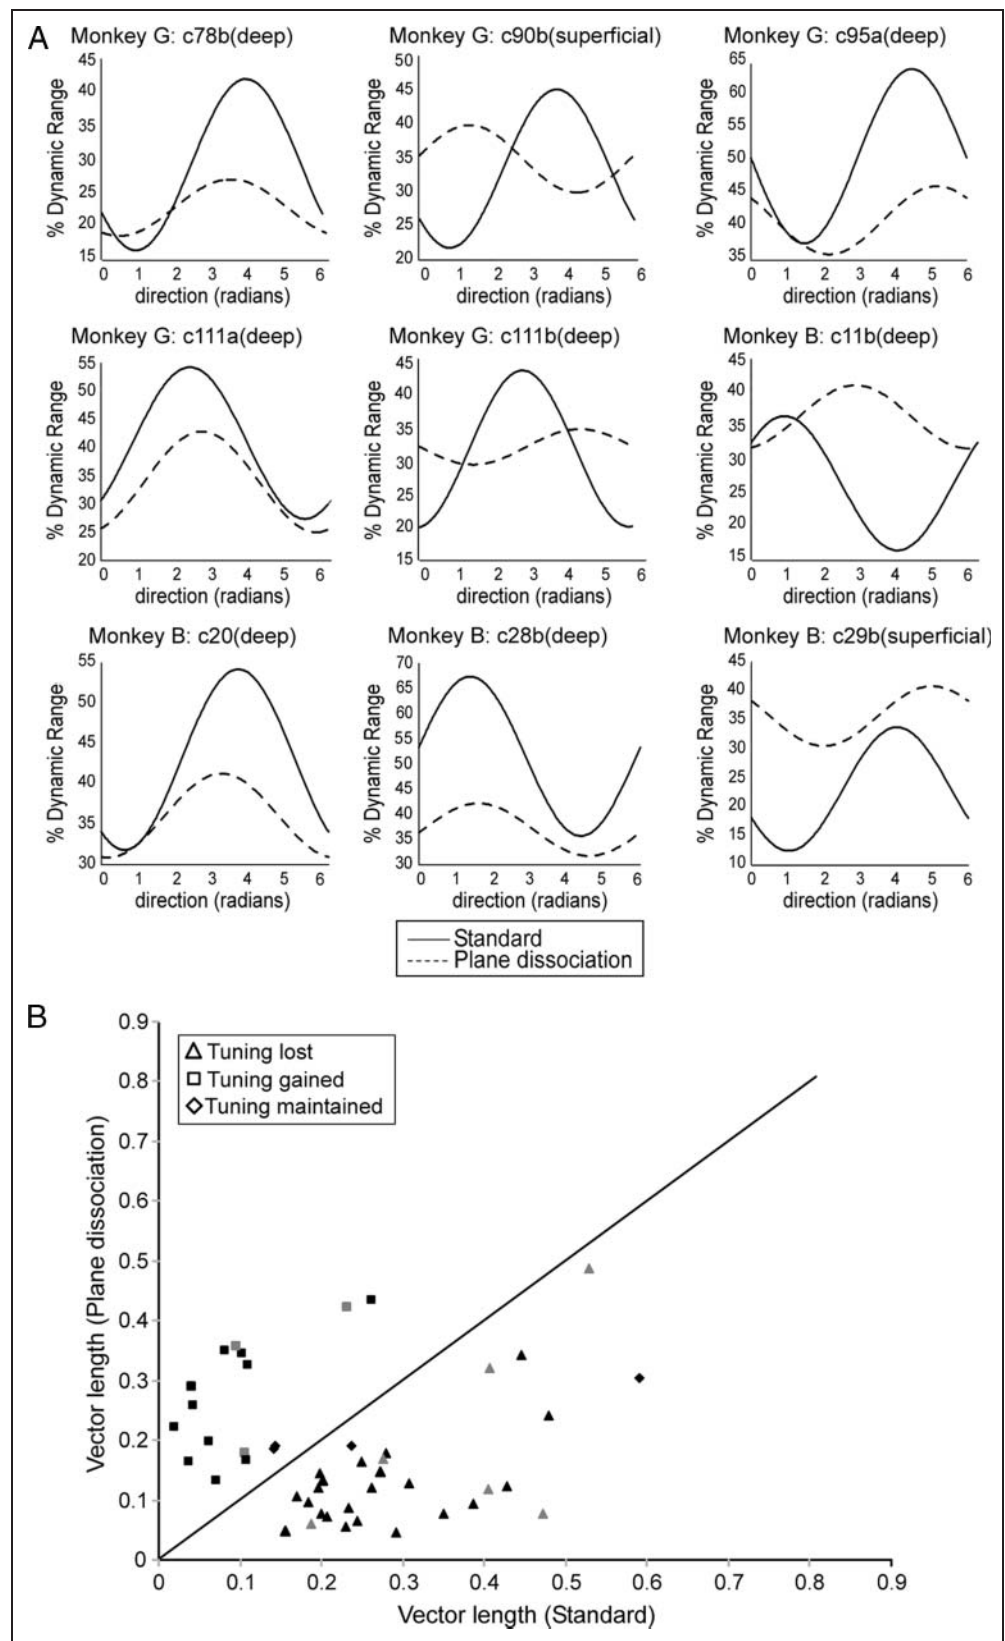 A
Monkey G: c78b(deep)
Monkey G: c90b(superficial)
Monkey G: c95a(deep)
% Dynamic Range
45
40
35
30
25
20
15
0 1 2 3 4 5 6
direction (radians)
% Dynamic Range
50
45
40
35
30
25
20
0 1 2 3 4 5 6
direction (radians)
% Dynamic Range
65
60
55
50
45
40
35
0 1 2 3 4 5 6
direction (radians)
Monkey G: c111a(deep)
Monkey G: c111b(deep)
Monkey B: c11b(deep)
% Dynamic Range
55
50
45
40
35
30
25
20
0 1 2 3 4 5 6
direction (radians)
% Dynamic Range
45
40
35
30
25
20
15
0 1 2 3 4 5 6
direction (radians)
% Dynamic Range
45
40
35
30
25
20
15
0 1 2 3 4 5 6
direction (radians)
Monkey B: c20(deep)
Monkey B: c28b(deep)
Monkey B: c29b(superficial)
% Dynamic Range
55
50
45
40
35
30
0 1 2 3 4 5 6
direction (radians)
% Dynamic Range
70
65
60
55
50
45
40
35
30
0 1 2 3 4 5 6
direction (radians)
% Dynamic Range
45
40
35
30
25
20
15
10
0 1 2 3 4 5 6
direction (radians)
Standard
Plane dissociation
B
Vector length (Plane dissociation)
0.9
0.8
0.7
0.6
0.5
0.4
0.3
0.2
0.1
0
Tuning lost
Tuning gained
Tuning maintained
0 0.1 0.2 0.3 0.4 0.5 0.6 0.7 0.8 0.9
Vector length (Standard)